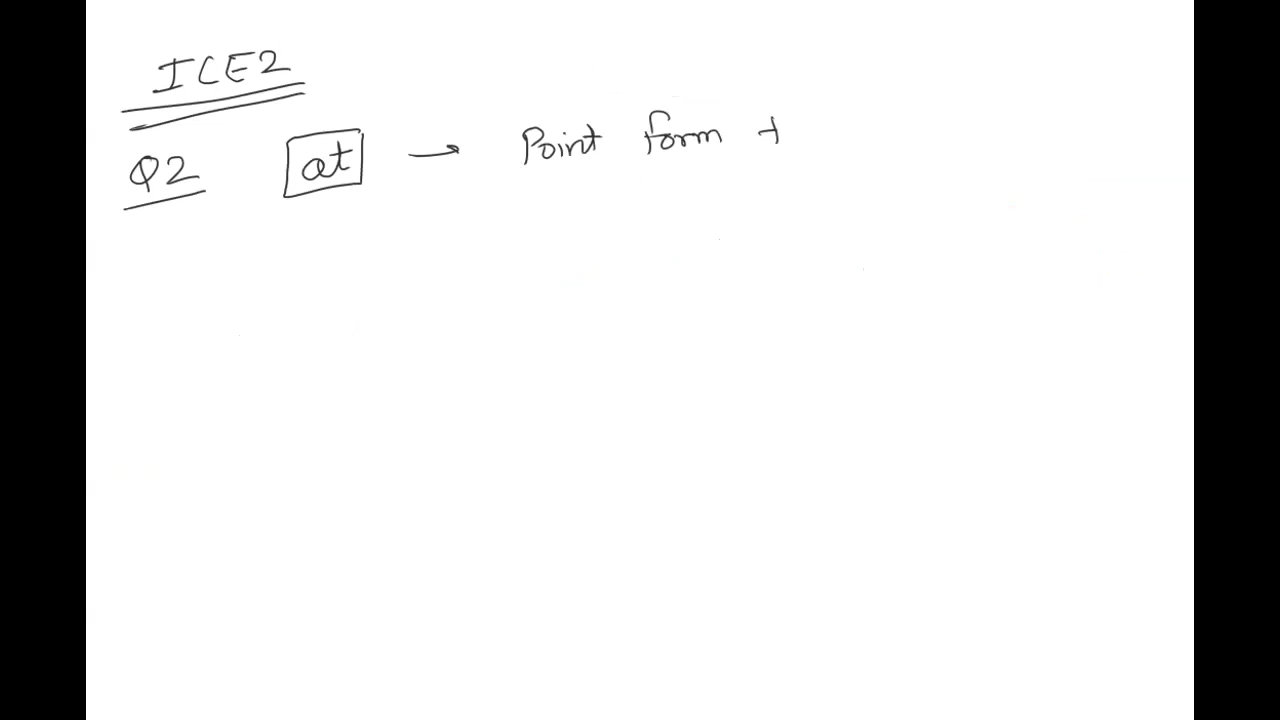 ICE2
Q2 at → Point form +